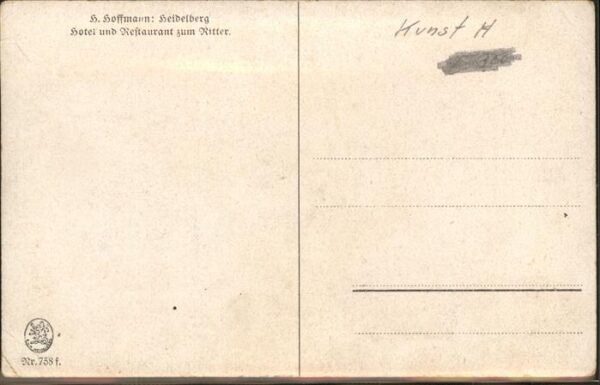 H. Hoffmann: Heidelberg
Hotel und Restaurant zum Ritter.
Kunst H
Nr. 758 f.